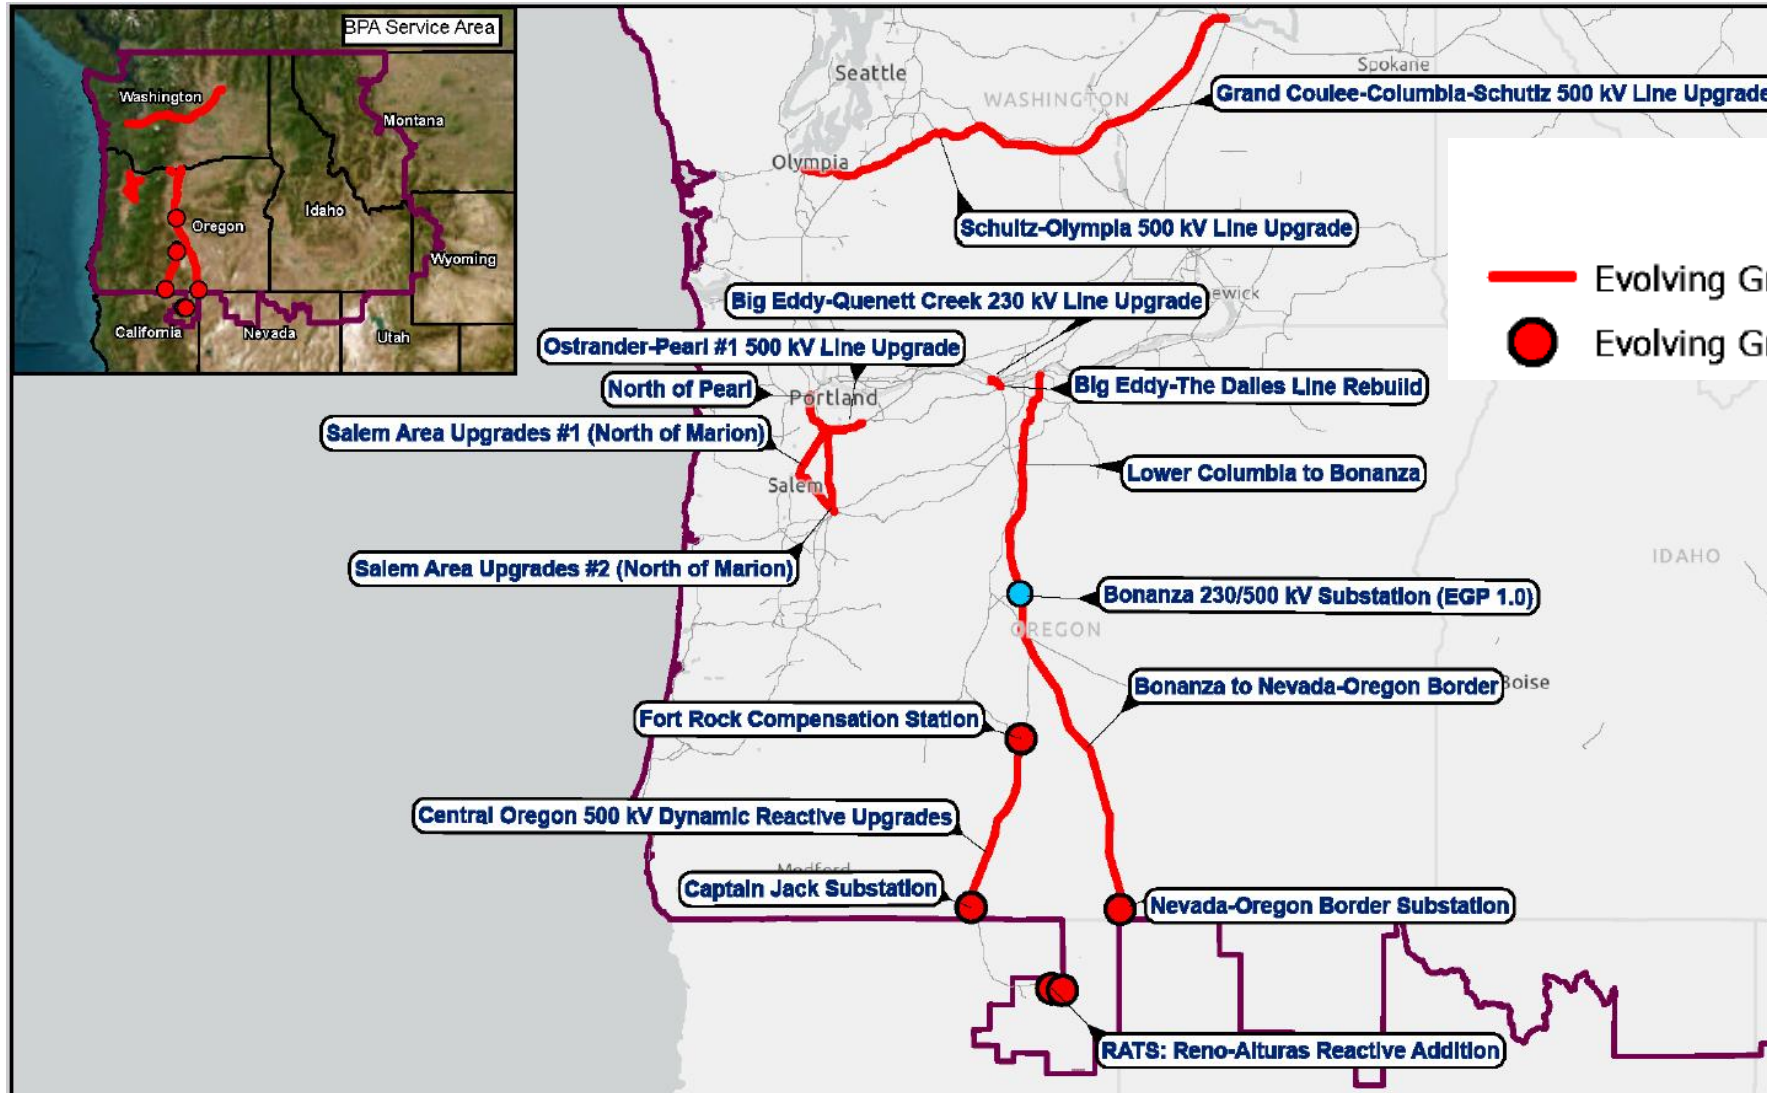 BPA Service Area
Washington
Montana
Oregon
Idaho
Wyoming
California
Nevada
Utah
Seattle
Spokane
WASHINGTON
Grand Coulee-Columbia-Schutlz 500 kV Line Upgrade
Olympia
Schultz-Olympia 500 kV Line Upgrade
Evolving Gr
Evolving Gr
Big Eddy-Quenett Creek 230 kV Line Upgrade
ewick
Ostrander-Pearl #1 500 kV Line Upgrade
North of Pearl
Portland
Big Eddy-The Dalles Line Rebuild
Salem Area Upgrades #1 (North of Marion)
Lower Columbia to Bonanza
Salem
Salem Area Upgrades #2 (North of Marion)
IDAHO
Bonanza 230/500 kV Substation (EGP 1.0)
OREGON
Bonanza to Nevada-Oregon Border
Boise
Fort Rock Compensation Station
Central Oregon 500 kV Dynamic Reactive Upgrades
Medford
Captain Jack Substation
Nevada-Oregon Border Substation
RATS: Reno-Alturas Reactive Addition